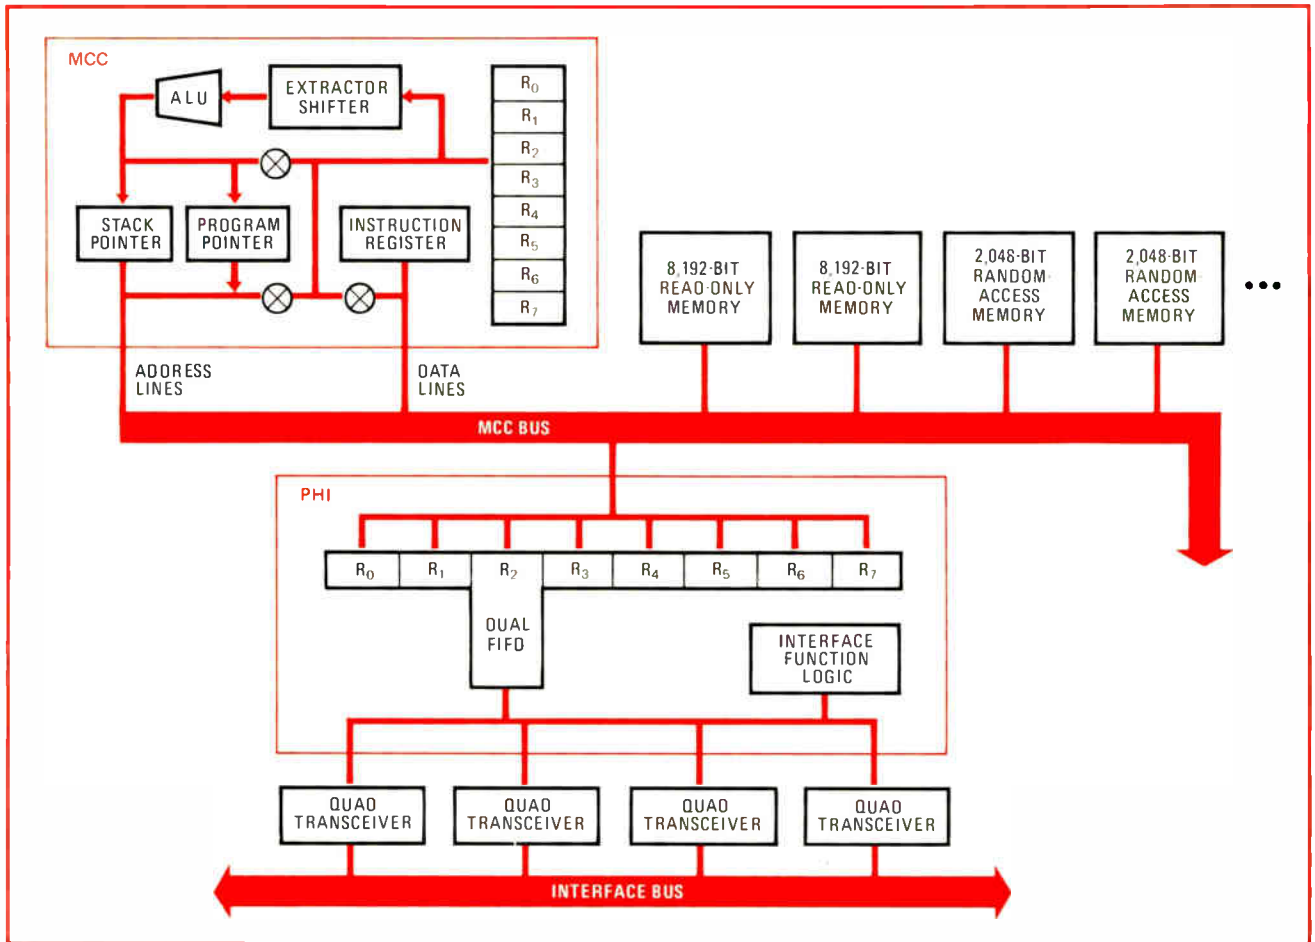 MCC
ALU
EXTRACTOR
SHIFTER
R₀
R₁
R₂
R₃
R₄
R₅
R₆
R₇
STACK
POINTER
PROGRAM
POINTER
INSTRUCTION
REGISTER
8,192-BIT
READ-ONLY
MEMORY
8,192-BIT
READ-ONLY
MEMORY
2,048-BIT
RANDOM-
ACCESS
MEMORY
2,048-BIT
RANDOM-
ACCESS
MEMORY
•••
ADDRESS
LINES
DATA
LINES
MCC BUS
PHI
R₀ R₁ R₂ R₃ R₄ R₅ R₆ R₇
DUAL
FIFO
INTERFACE
FUNCTION
LOGIC
QUAD
TRANSCEIVER
QUAD
TRANSCEIVER
QUAD
TRANSCEIVER
QUAD
TRANSCEIVER
INTERFACE BUS